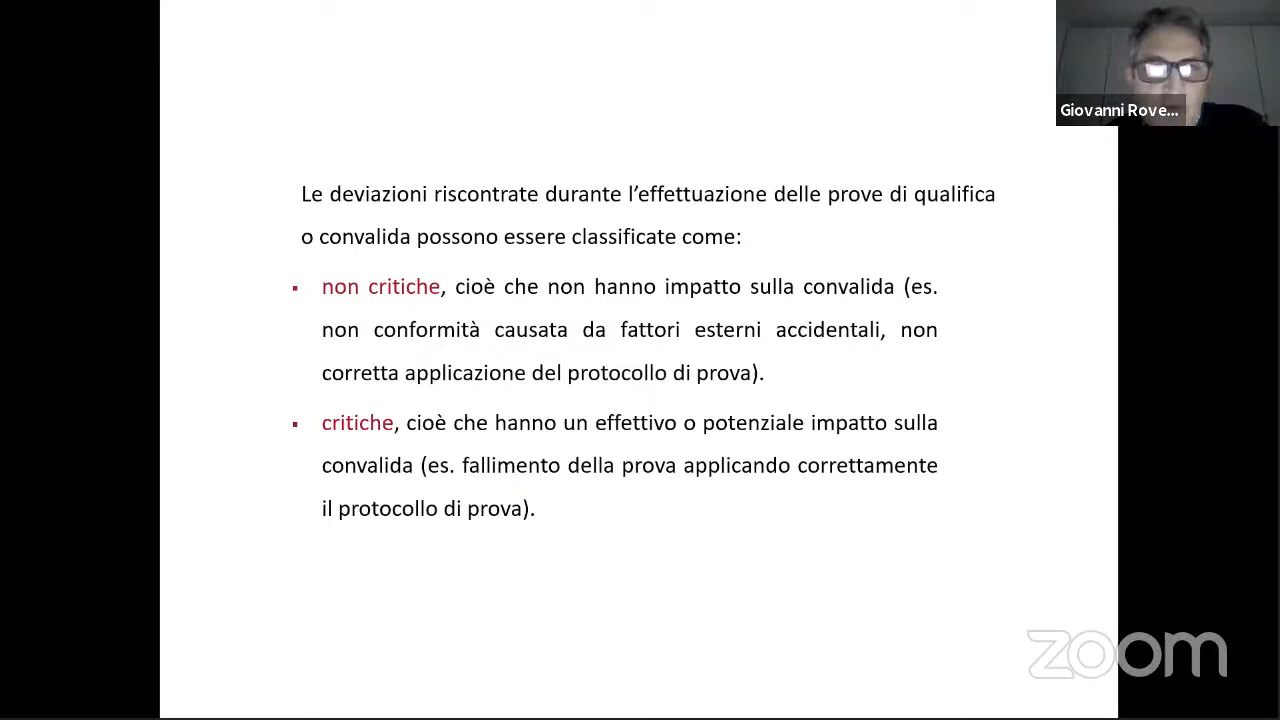 Giovanni Rove...
Le deviazioni riscontrate durante l’effettuazione delle prove di qualifica
o convalida possono essere classificate come:
▪ non critiche, cioè che non hanno impatto sulla convalida (es.
non conformità causata da fattori esterni accidentali, non
corretta applicazione del protocollo di prova).
▪ critiche, cioè che hanno un effettivo o potenziale impatto sulla
convalida (es. fallimento della prova applicando correttamente
il protocollo di prova).
zoom